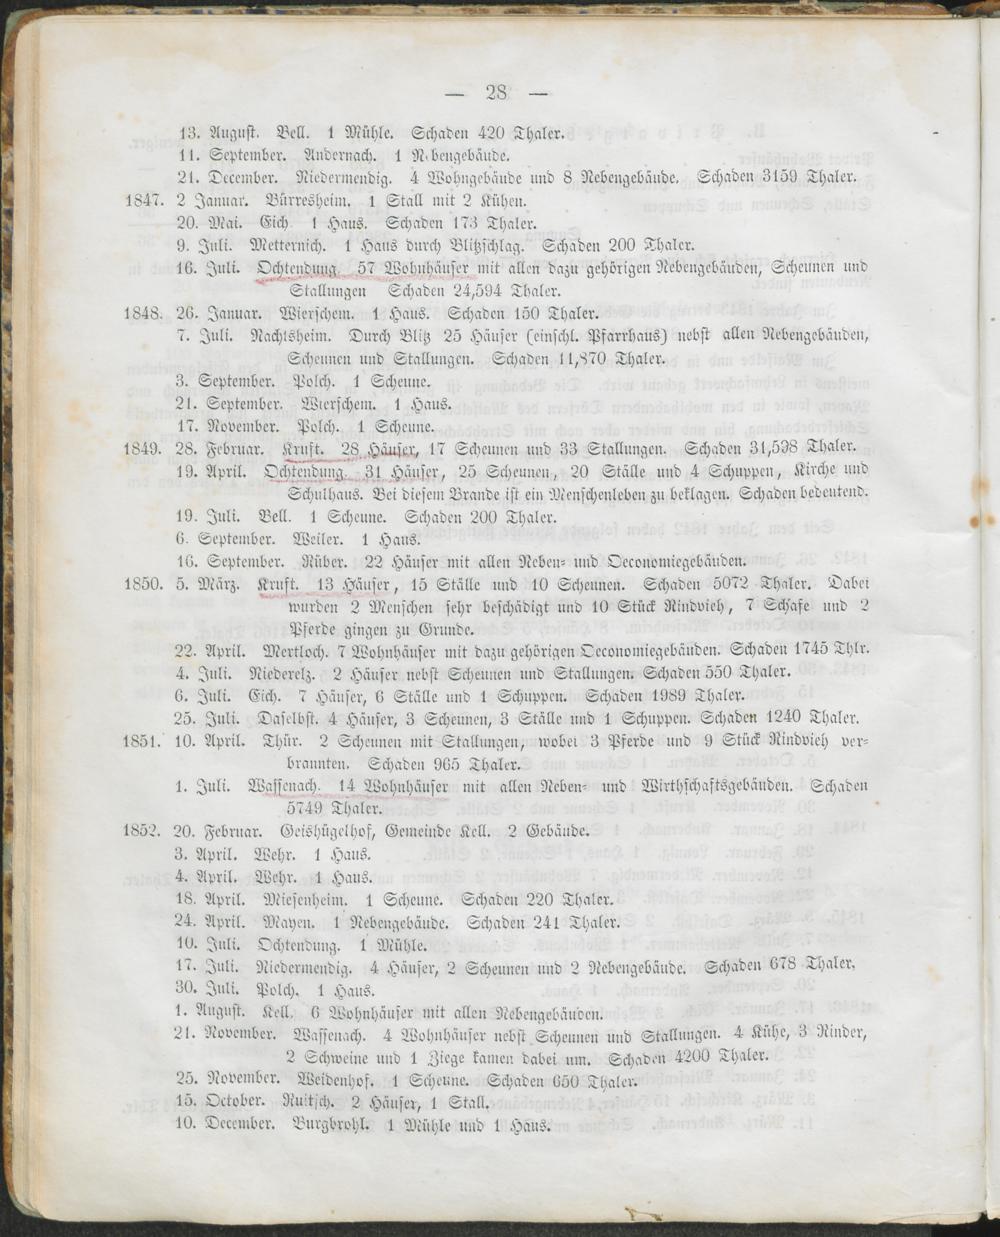 — 28 —
13. August. Bell. 1 Mühle. Schaden 420 Thaler.
11. September. Andernach. 1 Nebengebäude.
21. December. Niedermendig. 4 Wohngebäude und 8 Nebengebäude. Schaden 3159 Thaler.
1847. 2 Januar. Bürresheim. 1 Stall mit 2 Kühen.
20. Mai. Eich 1 Haus. Schaden 173 Thaler.
9. Juli. Metternich. 1 Haus durch Blitzschlag. Schaden 200 Thaler.
16. Juli. Ochtendung. 57 Wohnhäuser mit allen dazu gehörigen Nebengebäuden, Scheunen und
Stallungen Schaden 24,594 Thaler.
1848. 26. Januar. Wierschem. 1 Haus. Schaden 150 Thaler.
7. Juli. Nachtsheim. Durch Blitz 25 Häuser (einschl. Pfarrhaus) nebst allen Nebengebäuden,
Scheunen und Stallungen. Schaden 11,870 Thaler.
3. September. Polch. 1 Scheune.
21. September. Wierschem. 1 Haus.
17. November. Polch. 1 Scheune.
1849. 28. Februar. Kruft. 28 Häuser, 17 Scheunen und 33 Stallungen. Schaden 31,598 Thaler.
19. April. Ochtendung. 31 Häuser, 25 Scheunen, 20 Ställe und 4 Schuppen, Kirche und
Schulhaus. Bei diesem Brande ist ein Menschenleben zu beklagen. Schaden bedeutend.
19. Juli. Bell. 1 Scheune. Schaden 200 Thaler.
6. September. Weiler. 1 Haus.
16. September. Rüber. 22 Häuser mit allen Neben- und Oeconomiegebäuden.
1850. 5. März. Kruft. 13 Häuser, 15 Ställe und 10 Scheunen. Schaden 5072 Thaler. Dabei
wurden 2 Menschen sehr beschädigt und 10 Stück Rindvieh, 7 Schafe und 2
Pferde gingen zu Grunde.
22. April. Mertloch. 7 Wohnhäuser mit dazu gehörigen Oeconomiegebäuden. Schaden 1745 Thlr.
4. Juli. Niederelz. 2 Häuser nebst Scheunen und Stallungen. Schaden 550 Thaler.
6. Juli. Eich. 7 Häuser, 6 Ställe und 1 Schuppen. Schaden 1989 Thaler.
25. Juli. Daselbst. 4 Häuser, 3 Scheunen, 3 Ställe und 1 Schuppen. Schaden 1240 Thaler.
1851. 10. April. Thür. 2 Scheunen mit Stallungen, wobei 3 Pferde und 9 Stück Rindvieh ver-
brannten. Schaden 965 Thaler.
1. Juli. Wassenach. 14 Wohnhäuser mit allen Neben- und Wirthschaftsgebäuden. Schaden
5749 Thaler.
1852. 20. Februar. Geishügelhof, Gemeinde Kell. 2 Gebäude.
3. April. Wehr. 1 Haus.
4. April. Wehr. 1 Haus.
18. April. Miesenheim. 1 Scheune. Schaden 220 Thaler.
24. April. Mayen. 1 Nebengebäude. Schaden 241 Thaler.
10. Juli. Ochtendung. 1 Mühle.
17. Juli. Niedermendig. 4 Häuser, 2 Scheunen und 2 Nebengebäude. Schaden 678 Thaler.
30. Juli. Polch. 1 Haus.
1. August. Kell. 6 Wohnhäuser mit allen Nebengebäuden.
21. November. Wassenach. 4 Wohnhäuser nebst Scheunen und Stallungen. 4 Kühe, 3 Rinder,
2 Schweine und 1 Ziege kamen dabei um. Schaden 4200 Thaler.
25. November. Weidenhof. 1 Scheune. Schaden 650 Thaler.
15. October. Ruitsch. 2 Häuser, 1 Stall.
10. December. Burgbrohl. 1 Mühle und 1 Haus.